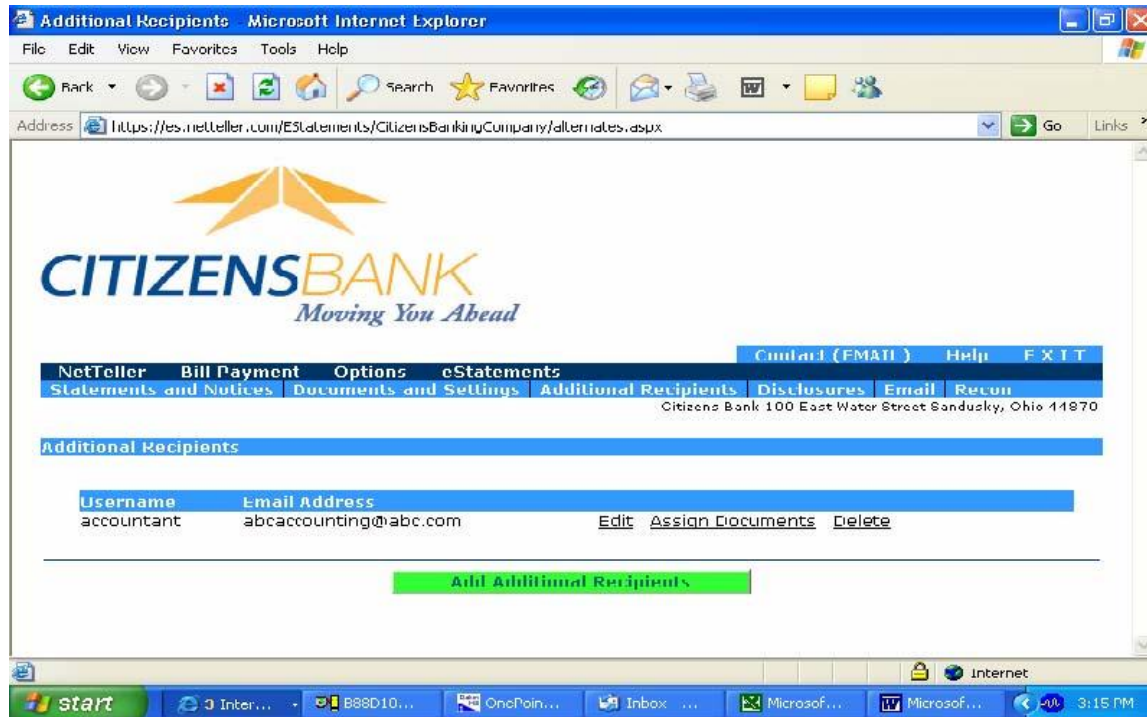 Additional Recipients - Microsoft Internet Explorer
File Edit View Favorites Tools Help
Back Search Favorites
Address https://es.netteller.com/EStatements/CitizensBankingCompany/alternates.aspx Go Links »
CITIZENSBANK
Moving You Ahead
Contact (EMAIL) Help EXIT
NetTeller Bill Payment Options eStatements
Statements and Notices Documents and Settings Additional Recipients Disclosures Email Recon
Citizens Bank 100 East Water Street Sandusky, Ohio 44870
Additional Recipients
Username Email Address
accountant abcaccounting@abc.com Edit Assign Documents Delete
Add Additional Recipients
Internet
start 3 Inter... B88D10... OnePoin... Inbox ... Microsof... Microsof... 3:15 PM